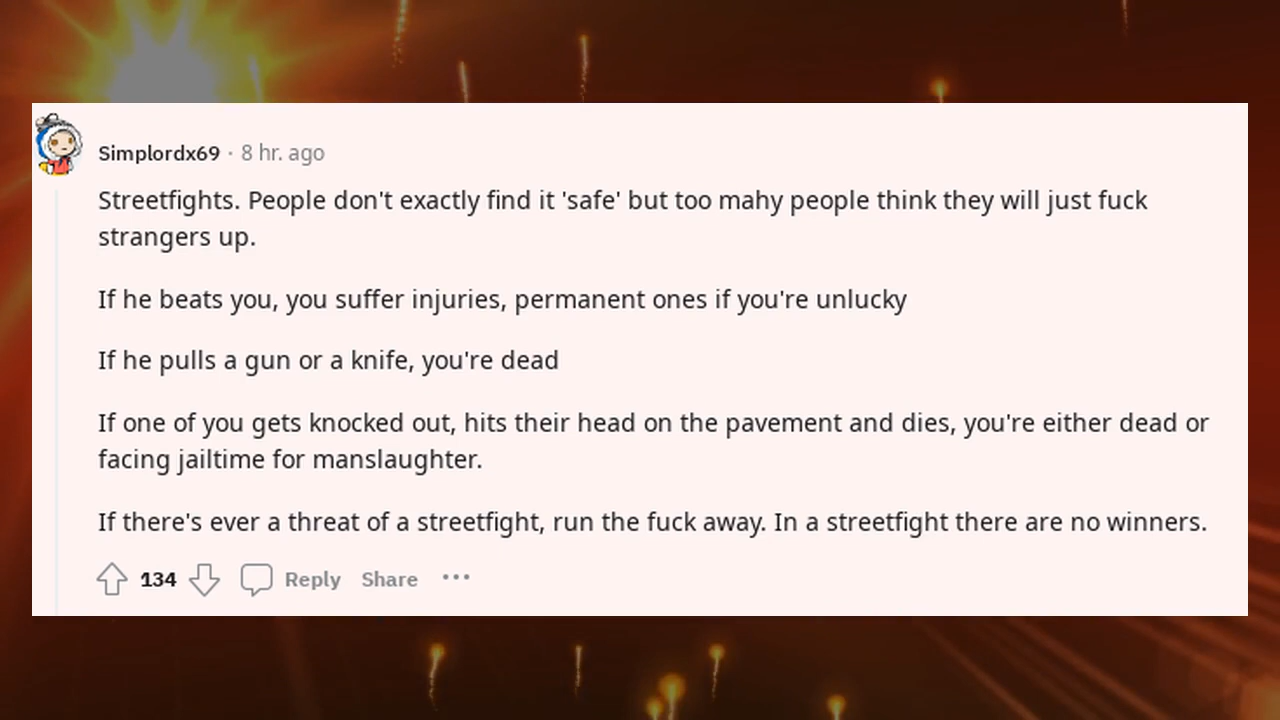 Simplordx69 · 8 hr. ago
Streetfights. People don't exactly find it 'safe' but too mahy people think they will just fuck
strangers up.
If he beats you, you suffer injuries, permanent ones if you're unlucky
If he pulls a gun or a knife, you're dead
If one of you gets knocked out, hits their head on the pavement and dies, you're either dead or
facing jailtime for manslaughter.
If there's ever a threat of a streetfight, run the fuck away. In a streetfight there are no winners.
134 Reply Share ···